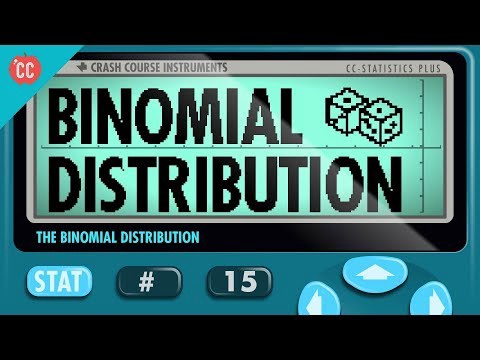 CC
CRASH COURSE INSTRUMENTS
CC-STATISTICS PLUS
BINOMIAL
DISTRIBUTION
THE BINOMIAL DISTRIBUTION
STAT
#
15